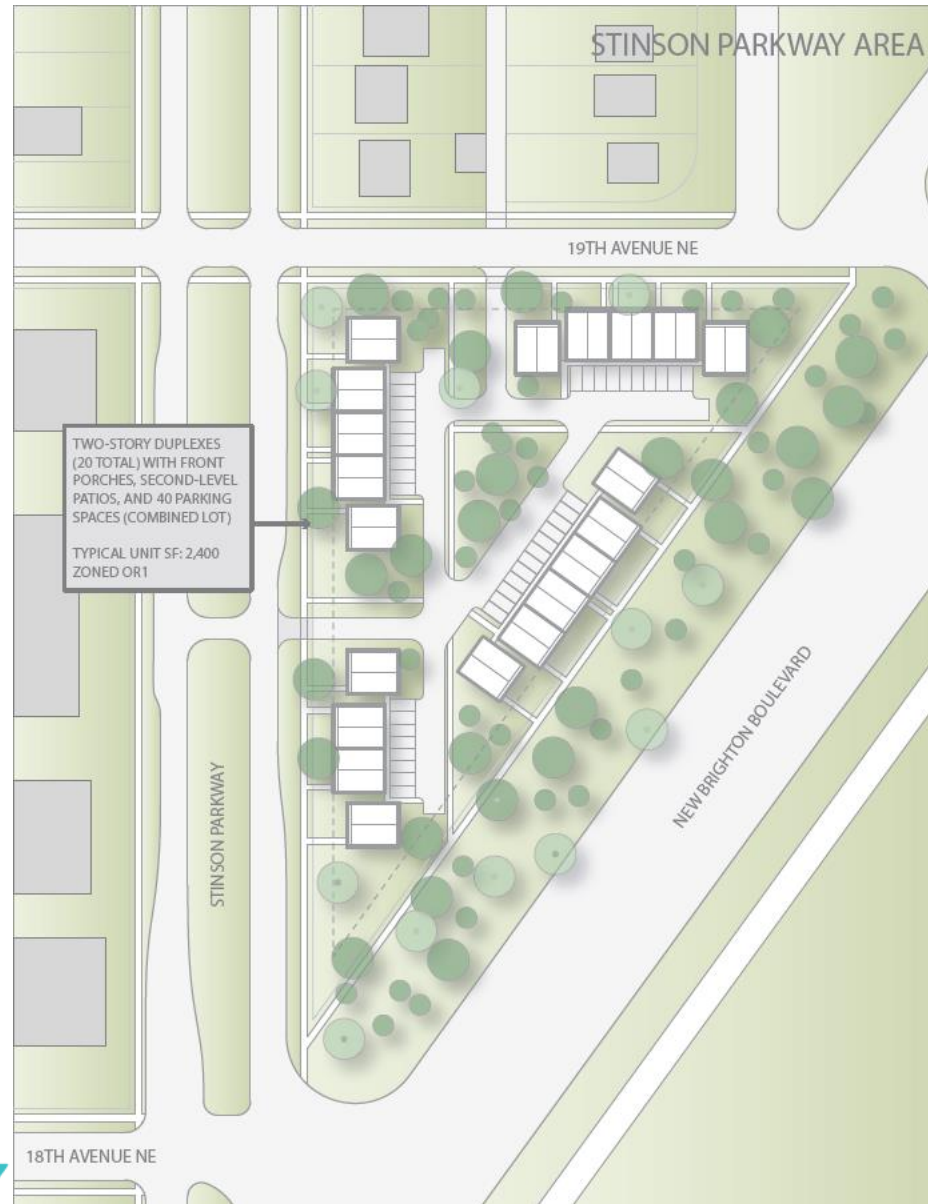 STINSON PARKWAY AREA
19TH AVENUE NE
TWO-STORY DUPLEXES
(20 TOTAL) WITH FRONT
PORCHES, SECOND-LEVEL
PATIOS, AND 40 PARKING
SPACES (COMBINED LOT)
TYPICAL UNIT SF: 2,400
ZONED OR1
STINSON PARKWAY
NEW BRIGHTON BOULEVARD
18TH AVENUE NE